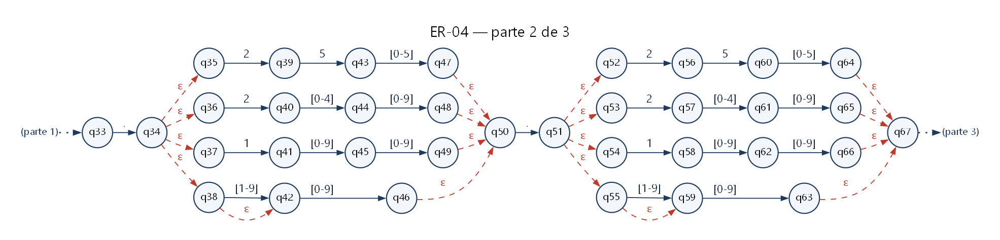 ER-04 — parte 2 de 3
q35 2 q39 5 q43 [0-5] q47 q52 2 q56 5 q60 [0-5] q64
ε ε ε ε
q36 2 q40 [0-4] q44 [0-9] q48 q53 2 q57 [0-4] q61 [0-9] q65
ε ε ε ε
(parte 1) q33 . q34 q50 . q51 q67 (parte 3)
ε ε ε ε
q37 1 q41 [0-9] q45 [0-9] q49 q54 1 q58 [0-9] q62 [0-9] q66
ε ε
q38 [1-9] q42 [0-9] q46 ε q55 [1-9] q59 [0-9] q63 ε
ε ε